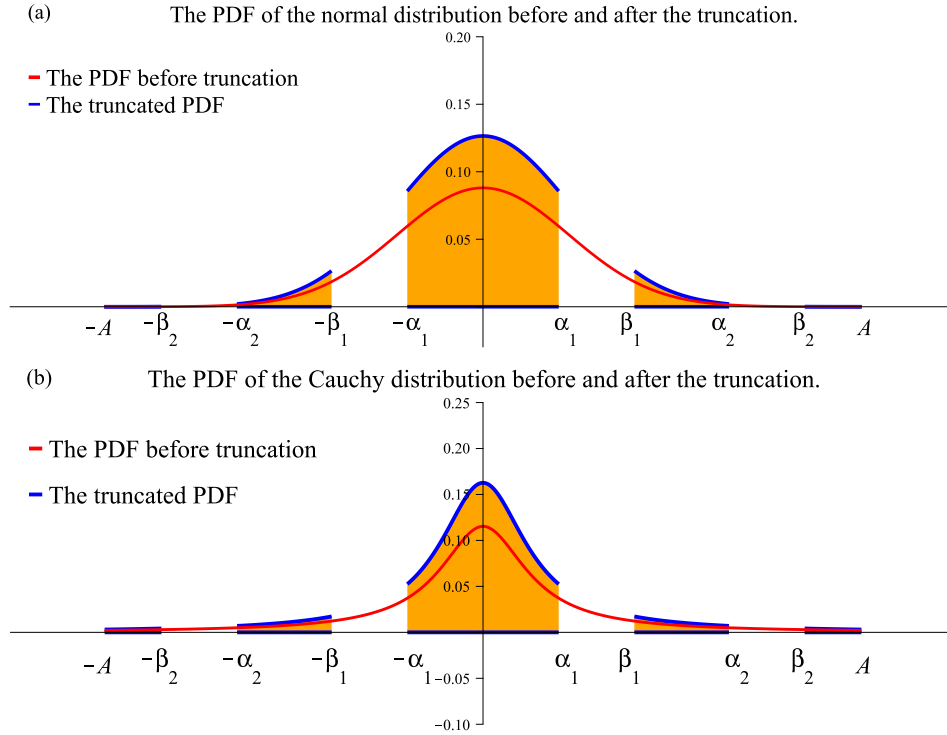 (a) The PDF of the normal distribution before and after the truncation.
0.20
The PDF before truncation
The truncated PDF
0.15
0.10
0.05
−A −β₂ −α₂ −β₁ −α₁ α₁ β₁ α₂ β₂ A
(b) The PDF of the Cauchy distribution before and after the truncation.
0.25
The PDF before truncation
0.20
The truncated PDF
0.15
0.10
0.05
−A −β₂ −α₂ −β₁ −α₁ α₁ β₁ α₂ β₂ A
−0.05
−0.10